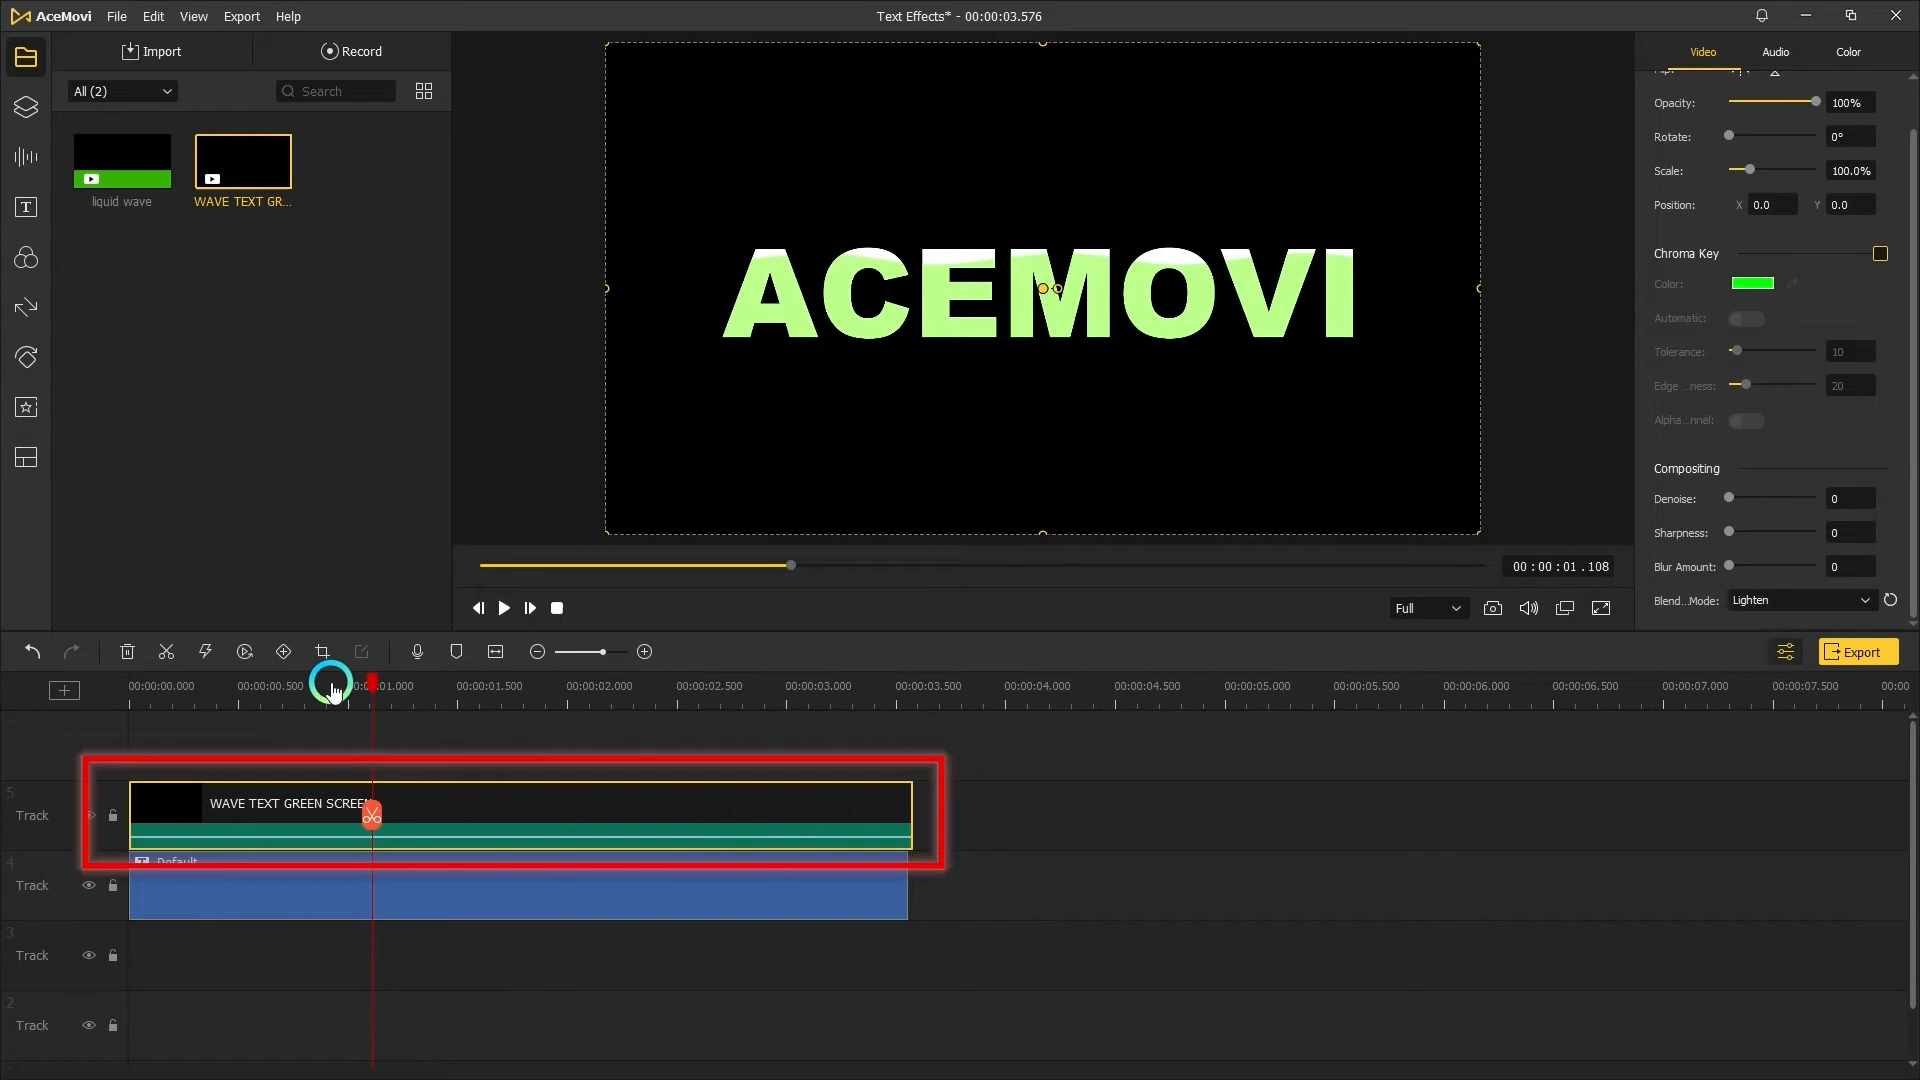 AceMovi File Edit View Export Help
Text Effects* - 00:00:03.576
Import
Record
All (2)
Search
liquid wave
WAVE TEXT GR...
ACEMOVI
00 : 00 : 01 . 108
Full
Video Audio Color
Opacity: 100%
Rotate: 0°
Scale: 100.0%
Position: X 0.0 Y 0.0
Chroma Key
Color:
Automatic:
Tolerance: 10
Edge ...ness: 20
Alpha...nnel:
Compositing
Denoise: 0
Sharpness: 0
Blur Amount: 0
Blend...Mode: Lighten
Export
00:00:00.000 00:00:00.500 00:00:01.000 00:00:01.500 00:00:02.000 00:00:02.500 00:00:03.000 00:00:03.500 00:00:04.000 00:00:04.500 00:00:05.000 00:00:05.500 00:00:06.000 00:00:06.500 00:00:07.000 00:00:07.500 00:00
5
Track
WAVE TEXT GREEN SCREEN
4
Track
Default
3
Track
2
Track